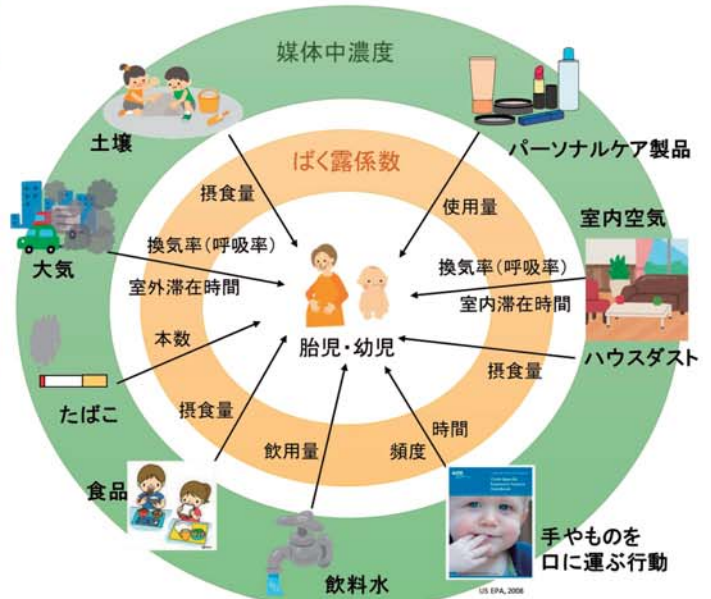 媒体中濃度
土壌
パーソナルケア製品
ばく露係数
摂食量
使用量
室内空気
大気
換気率(呼吸率)
室外滞在時間
換気率(呼吸率)
室内滞在時間
本数
胎児・幼児
ハウスダスト
摂食量
たばこ
摂食量
飲用量
時間
頻度
食品
飲料水
手やものを
口に運ぶ行動
US EPA, 2008